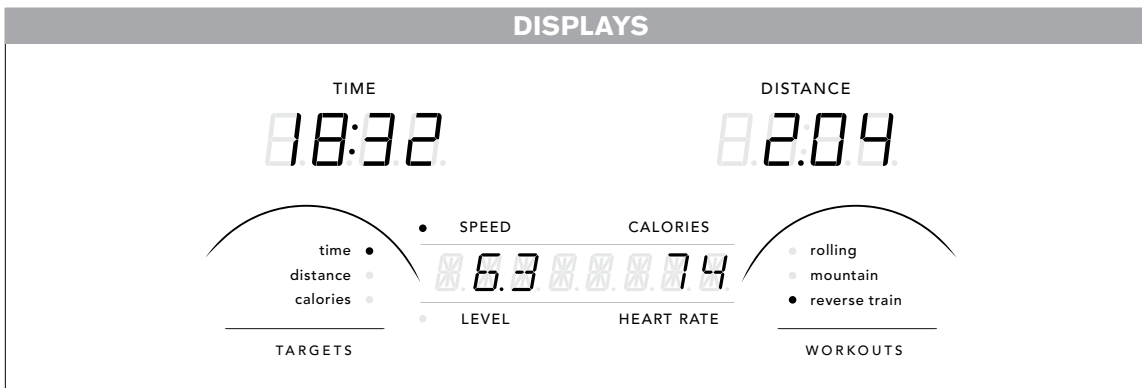 DISPLAYS
TIME
DISTANCE
18:32
2.04
SPEED
CALORIES
time
distance
calories
6.3
74
rolling
mountain
reverse train
LEVEL
HEART RATE
TARGETS
WORKOUTS